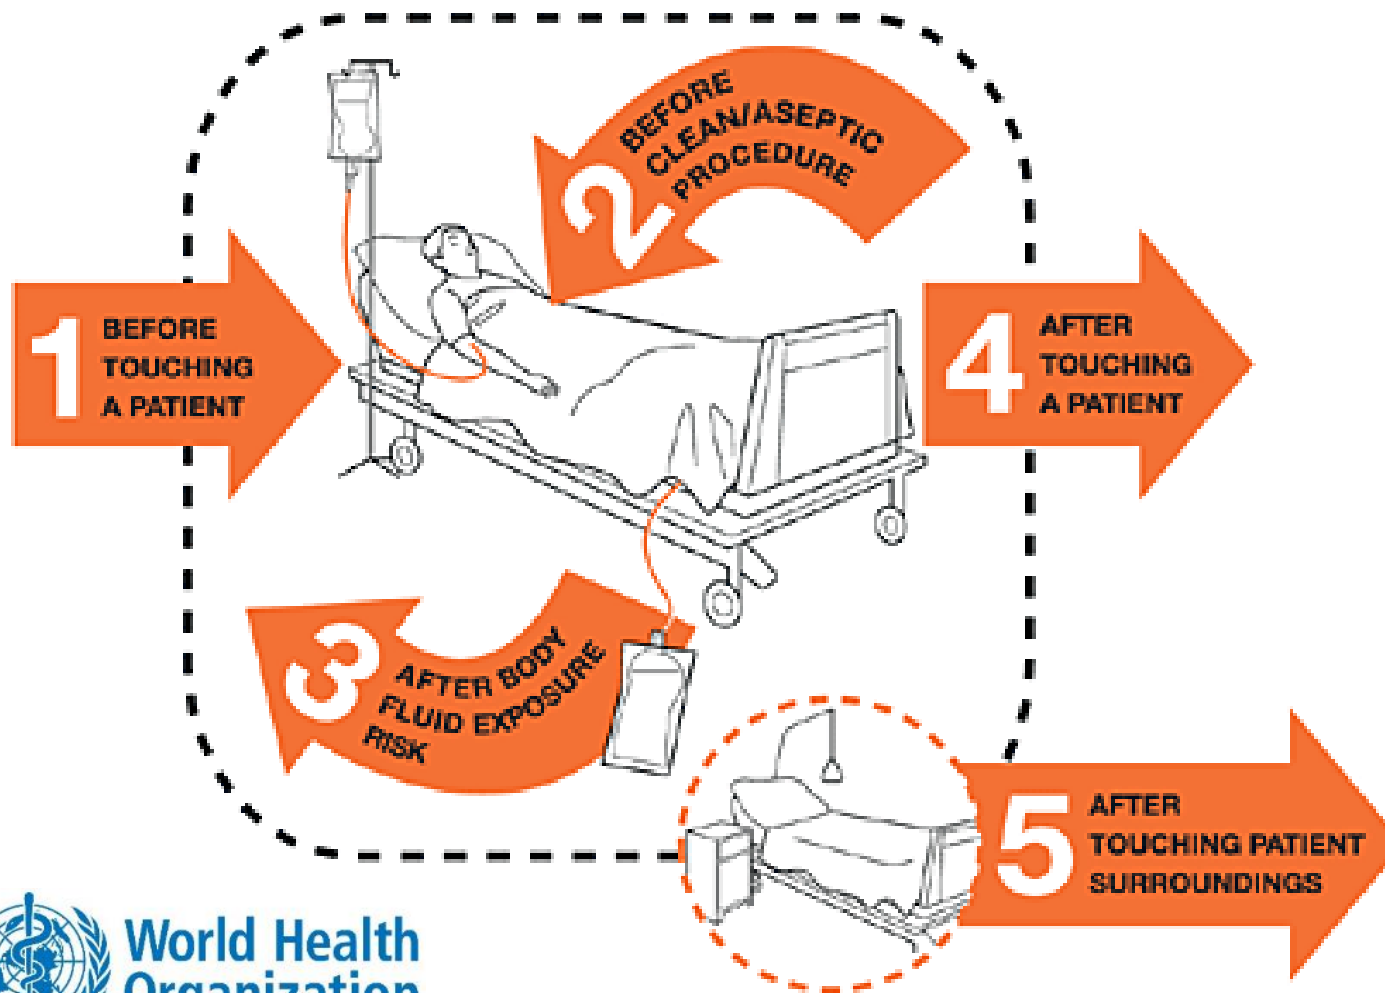 1
BEFORE
TOUCHING
A PATIENT
2
BEFORE
CLEAN/ASEPTIC
PROCEDURE
3
AFTER BODY
FLUID EXPOSURE
RISK
4
AFTER
TOUCHING
A PATIENT
5
AFTER
TOUCHING PATIENT
SURROUNDINGS
World Health
Organization